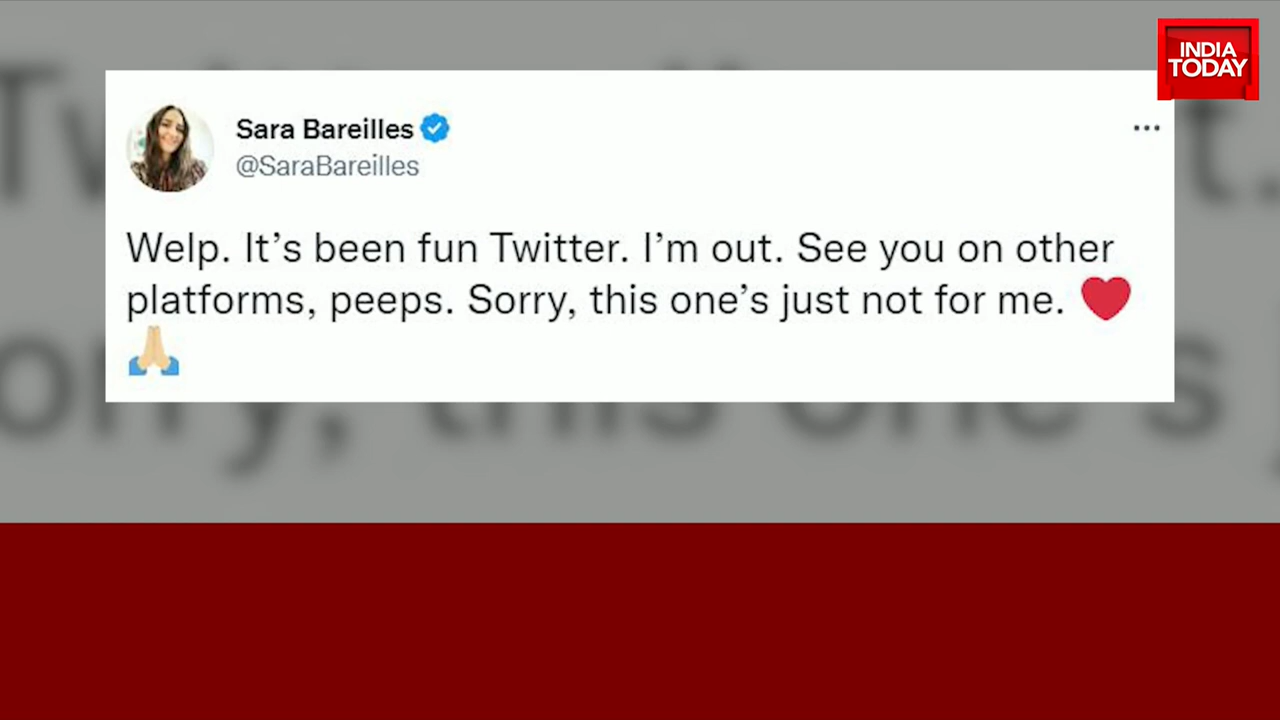 INDIA
TODAY
Sara Bareilles
@SaraBareilles
Welp. It’s been fun Twitter. I’m out. See you on other
platforms, peeps. Sorry, this one’s just not for me. ❤️
🙏🏼